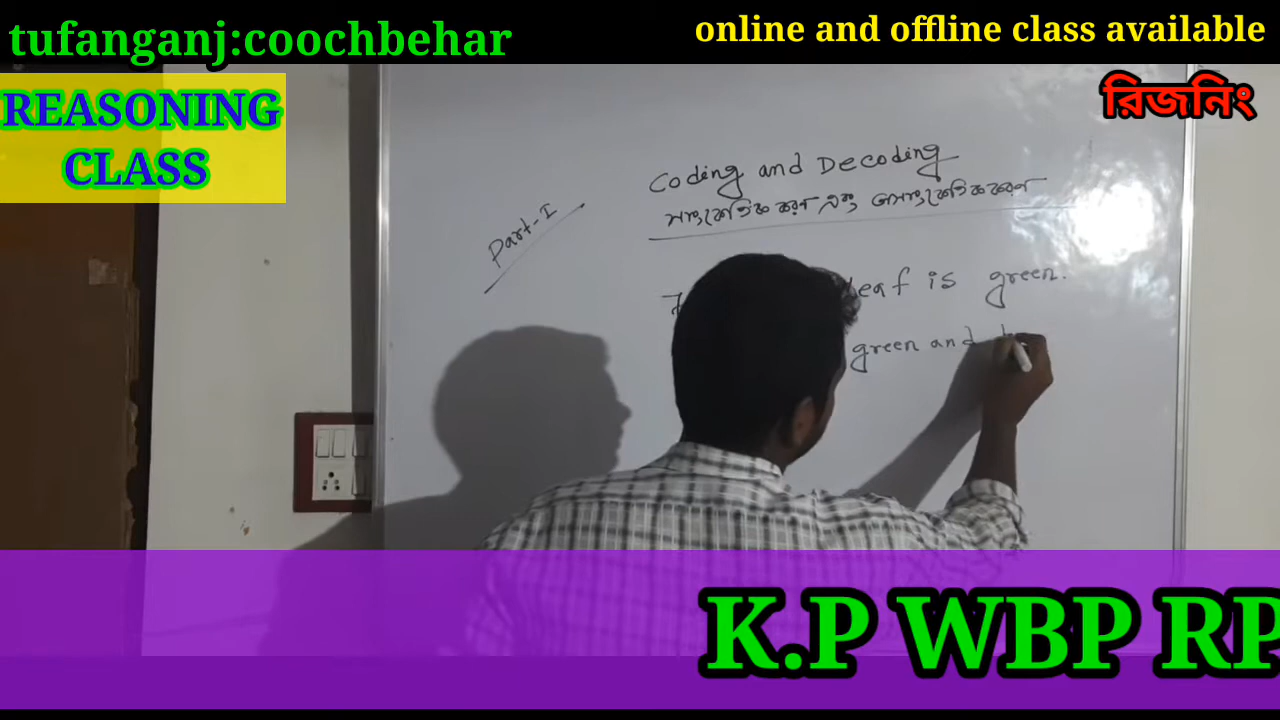 tufanganj:coochbehar
online and offline class available
REASONING
CLASS
রিজনিং
Coding and Decoding
Part-I
leaf is green.
green and
K.P WBP RP